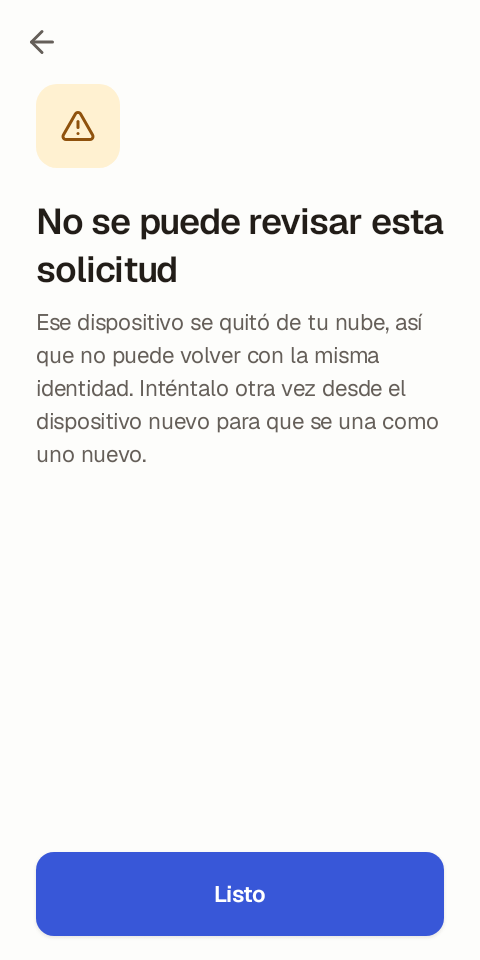 No se puede revisar esta
solicitud
Ese dispositivo se quitó de tu nube, así
que no puede volver con la misma
identidad. Inténtalo otra vez desde el
dispositivo nuevo para que se una como
uno nuevo.
Listo